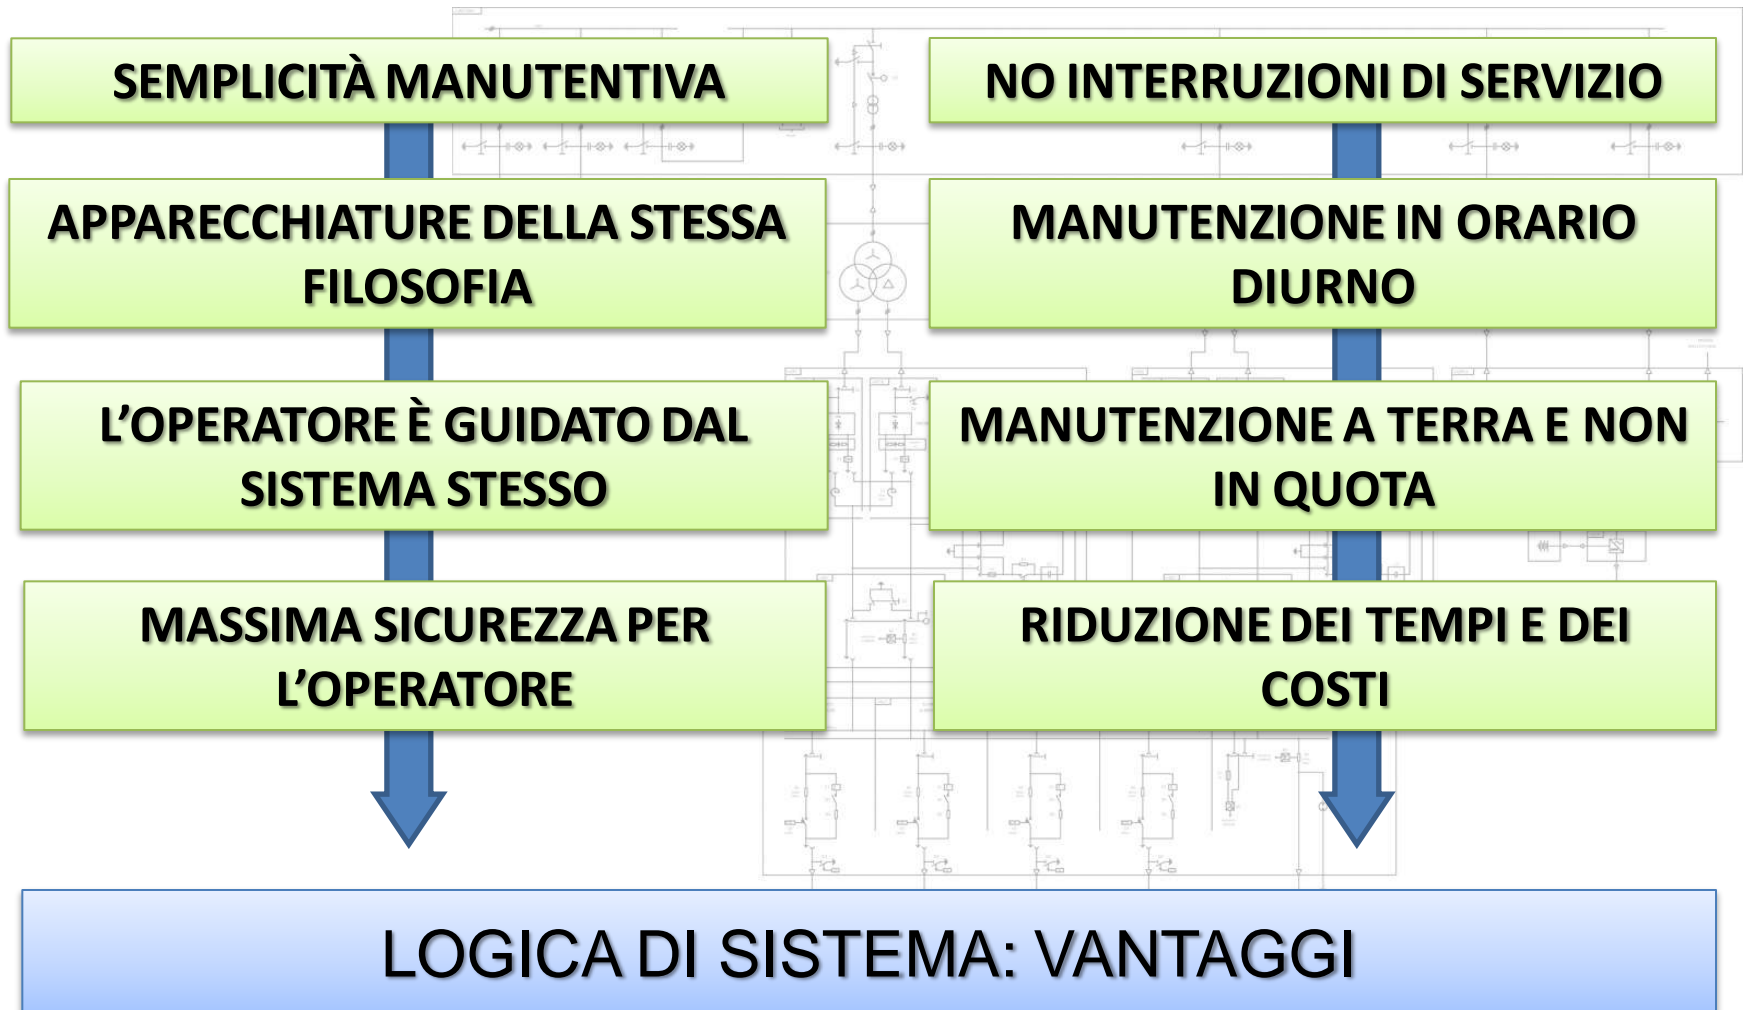 SEMPLICITÀ MANUTENTIVA
APPARECCHIATURE DELLA STESSA
FILOSOFIA
L’OPERATORE È GUIDATO DAL
SISTEMA STESSO
MASSIMA SICUREZZA PER
L’OPERATORE
NO INTERRUZIONI DI SERVIZIO
MANUTENZIONE IN ORARIO
DIURNO
MANUTENZIONE A TERRA E NON
IN QUOTA
RIDUZIONE DEI TEMPI E DEI
COSTI
LOGICA DI SISTEMA: VANTAGGI